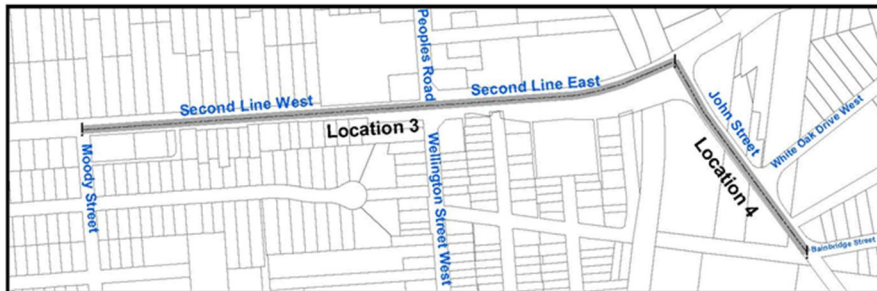 Peoples Road
Second Line West
Second Line East
Location 3
Moody Street
Wellington Street West
John Street
White Oak Drive West
Location 4
Bainbridge Street